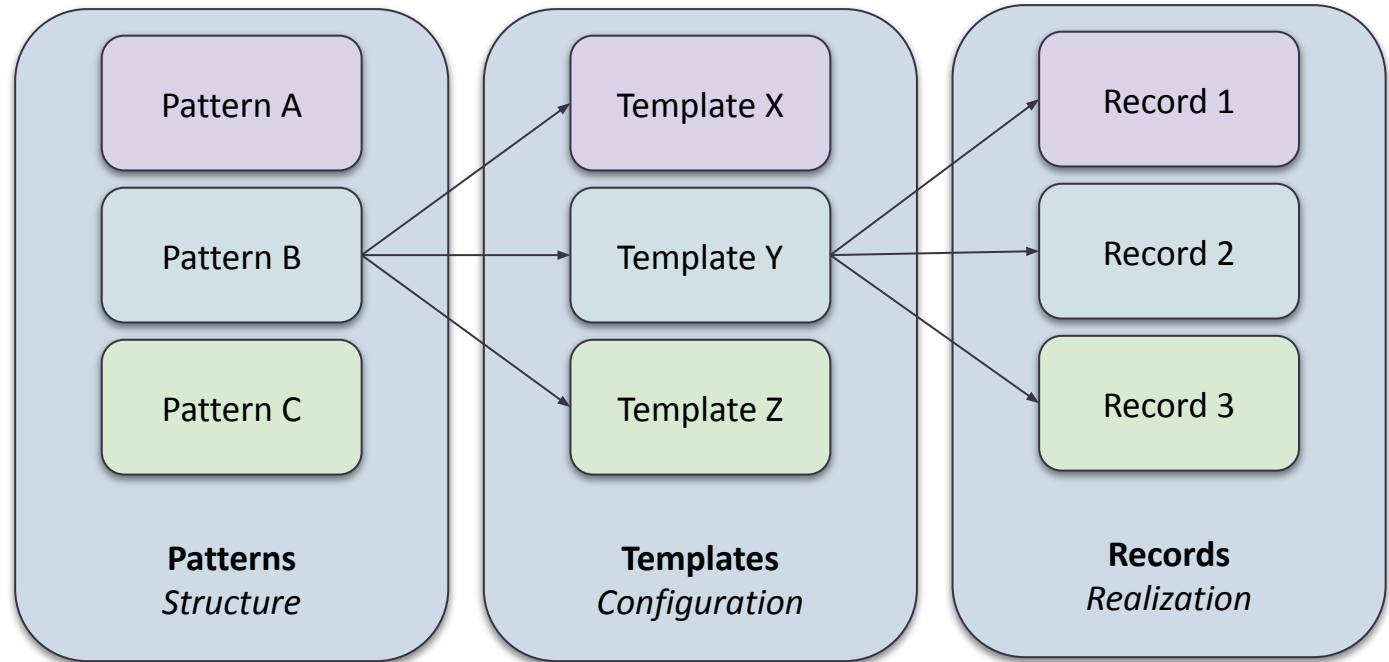 Pattern A
Pattern B
Pattern C
Patterns
Structure
Template X
Template Y
Template Z
Templates
Configuration
Record 1
Record 2
Record 3
Records
Realization